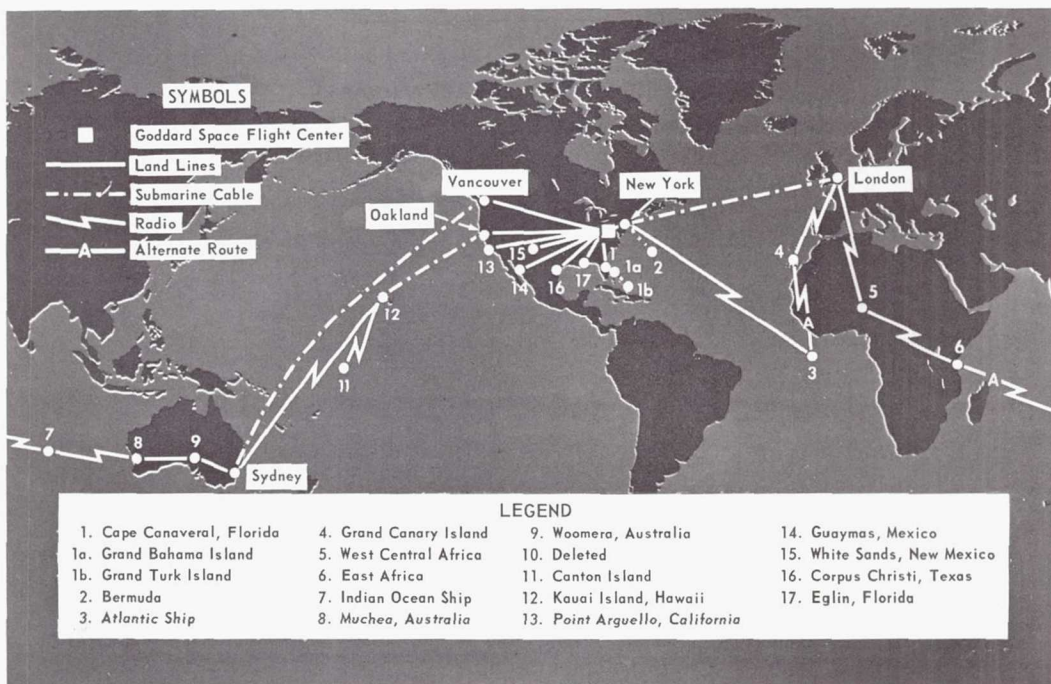 SYMBOLS
Goddard Space Flight Center
Land Lines
Submarine Cable
Radio
A
Alternate Route
Vancouver
New York
London
Oakland
13
15
14
16
17
1
1a
1b
2
4
5
12
11
A
3
6
A
7
8
9
Sydney
LEGEND
1. Cape Canaveral, Florida
1a. Grand Bahama Island
1b. Grand Turk Island
2. Bermuda
3. Atlantic Ship
4. Grand Canary Island
5. West Central Africa
6. East Africa
7. Indian Ocean Ship
8. Muchea, Australia
9. Woomera, Australia
10. Deleted
11. Canton Island
12. Kauai Island, Hawaii
13. Point Arguello, California
14. Guaymas, Mexico
15. White Sands, New Mexico
16. Corpus Christi, Texas
17. Eglin, Florida